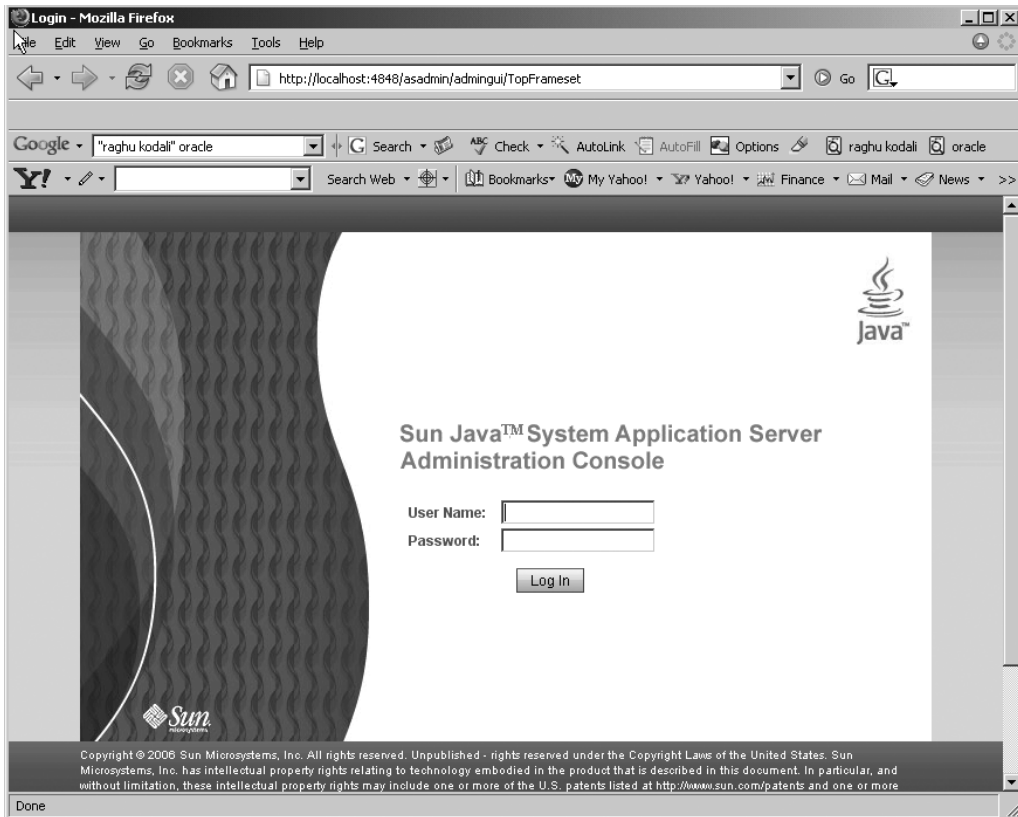 Login - Mozilla Firefox
File Edit View Go Bookmarks Tools Help
http://localhost:4848/asadmin/admingui/TopFrameset Go G
Google "raghu kodali" oracle G Search ABC Check AutoLink AutoFill Options raghu kodali oracle
Y! Search Web Bookmarks My My Yahoo! Y! Yahoo! Finance Mail News >>
Java™
Sun Java™ System Application Server
Administration Console
User Name:
Password:
Log In
Sun
microsystems
Copyright © 2006 Sun Microsystems, Inc. All rights reserved. Unpublished - rights reserved under the Copyright Laws of the United States. Sun
Microsystems, Inc. has intellectual property rights relating to technology embodied in the product that is described in this document. In particular, and
without limitation, these intellectual property rights may include one or more of the U.S. patents listed at http://www.sun.com/patents and one or more
Done